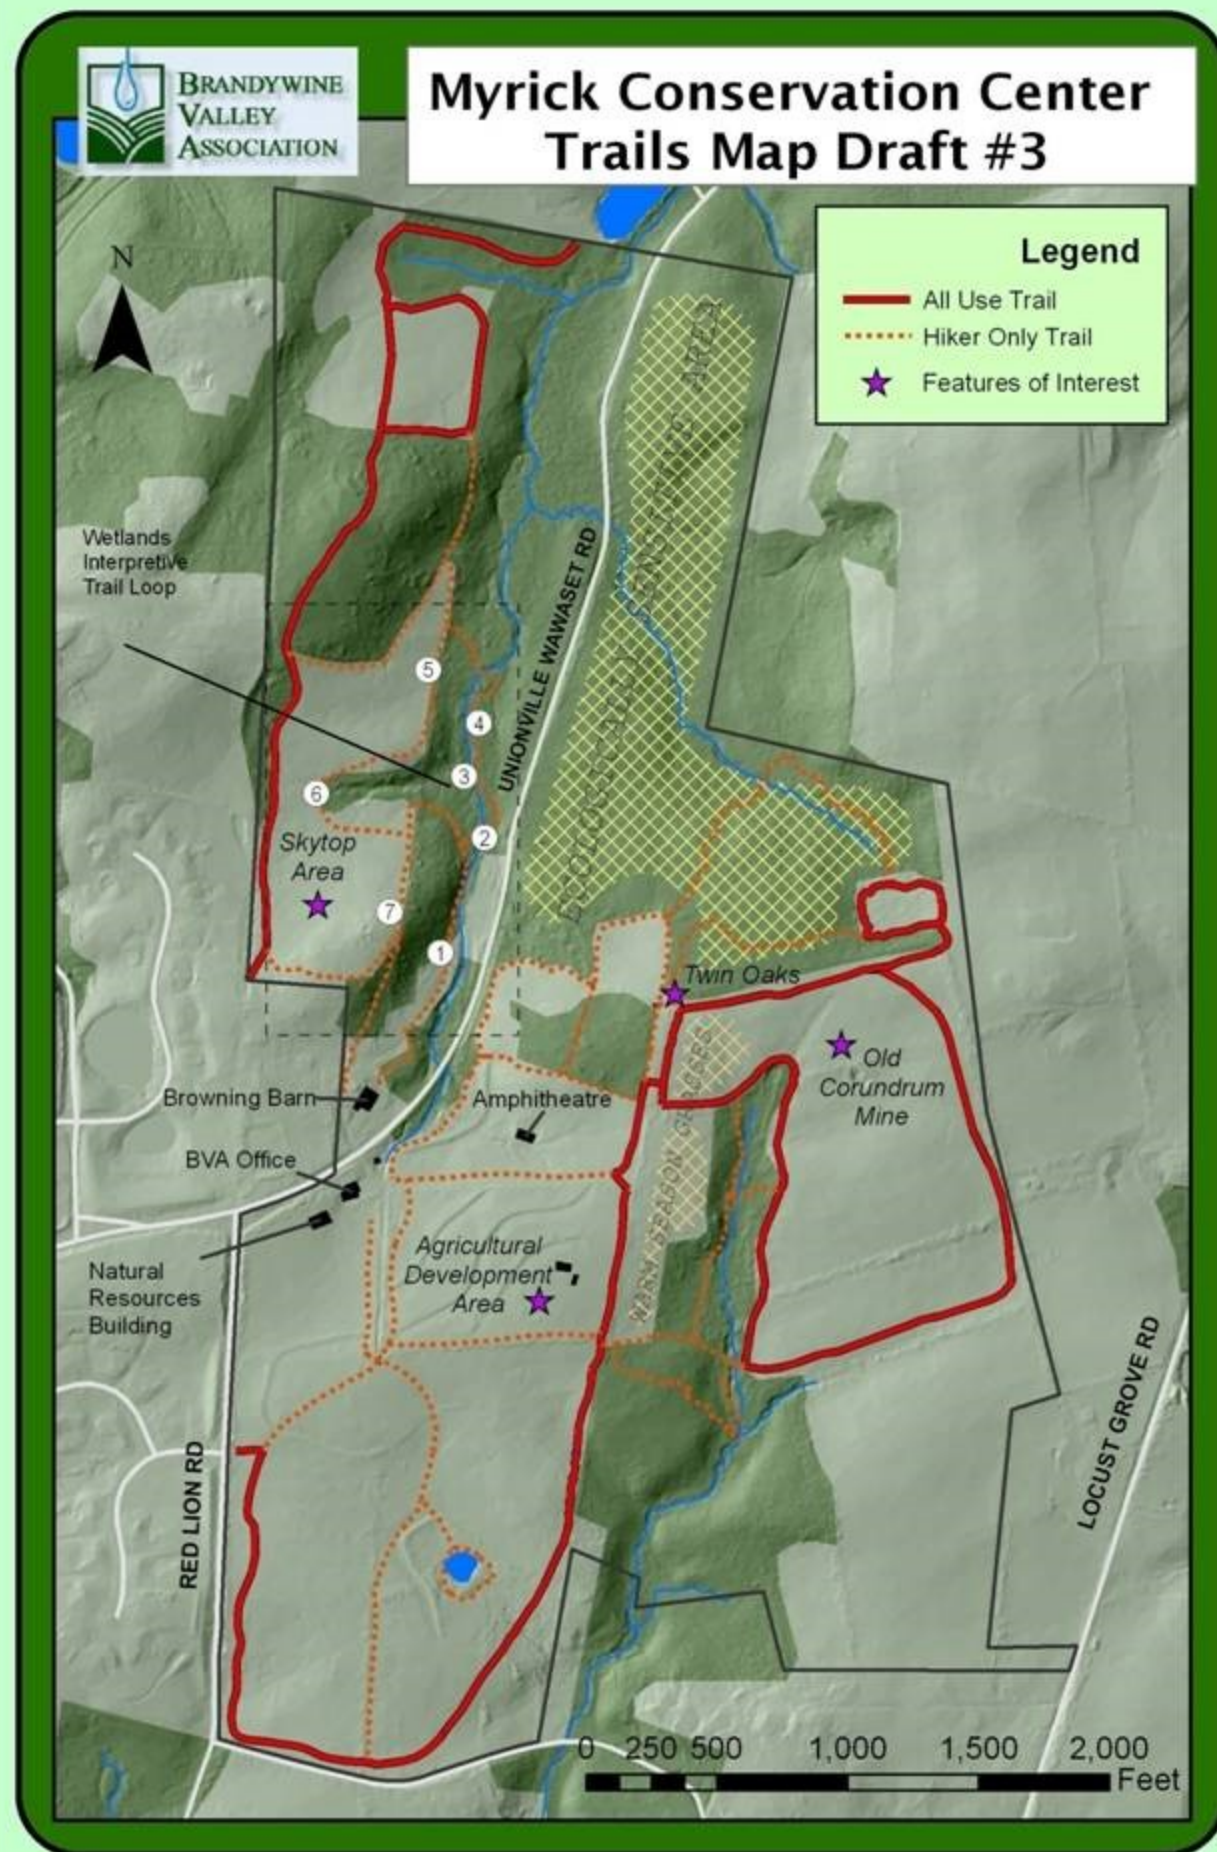 BRANDYWINE
VALLEY
ASSOCIATION
Myrick Conservation Center
Trails Map Draft #3
N
Legend
All Use Trail
Hiker Only Trail
Features of Interest
ECOLOGICALLY SENSITIVE AREA
Wetlands
Interpretive
Trail Loop
UNIONVILLE WAWASET RD
5
4
3
6
2
Skytop
Area
7
1
Twin Oaks
Old
Corundrum
Mine
Browning Barn
Amphitheatre
BVA Office
WARM SEASON GRASSES
Agricultural
Development
Area
Natural
Resources
Building
RED LION RD
LOCUST GROVE RD
0 250 500 1,000 1,500 2,000
Feet